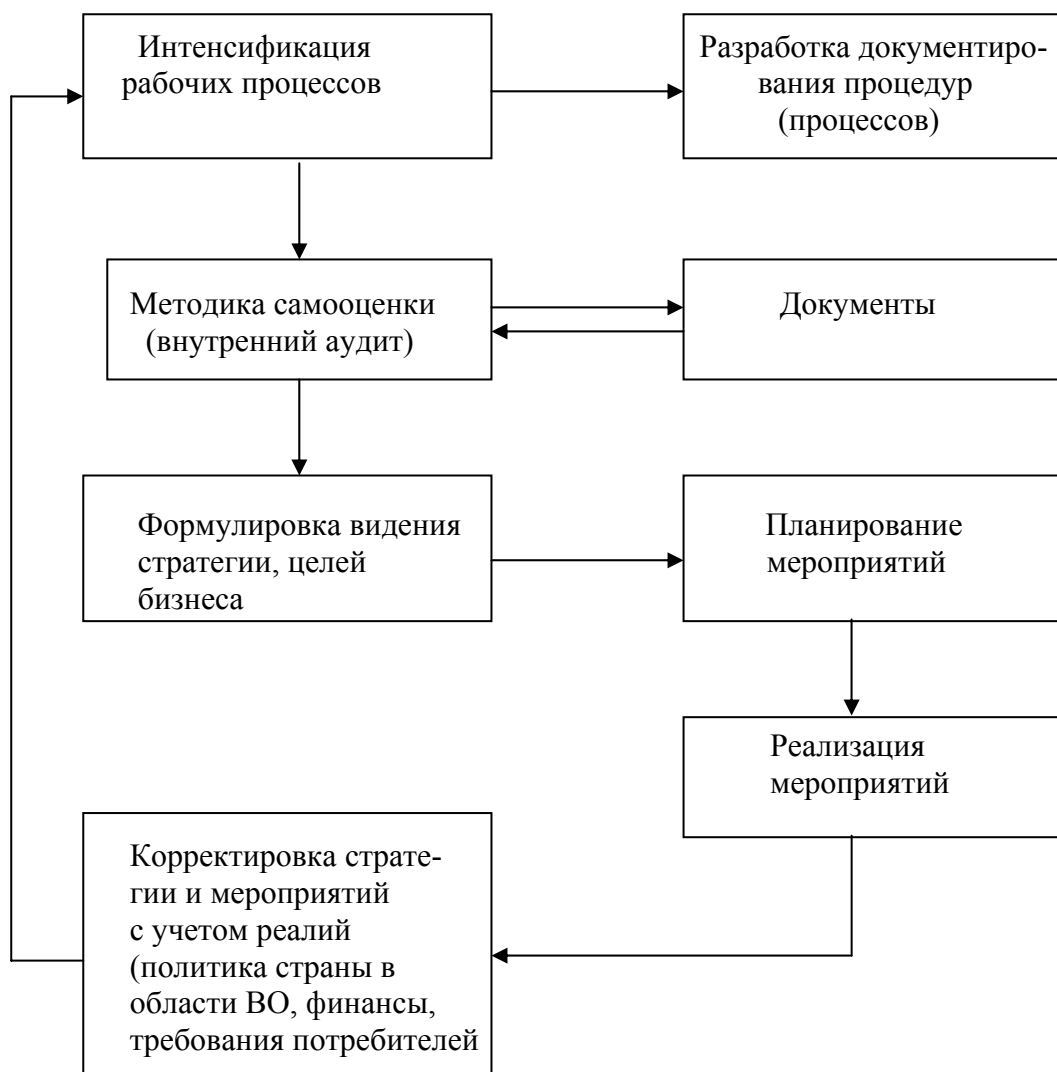 Интенсификация
рабочих процессов
Разработка документиро-
вания процедур
(процессов)
Методика самооценки
(внутренний аудит)
Документы
Формулировка видения
стратегии, целей
бизнеса
Планирование
мероприятий
Реализация
мероприятий
Корректировка страте-
гии и мероприятий
с учетом реалий
(политика страны в
области ВО, финансы,
требования потребителей